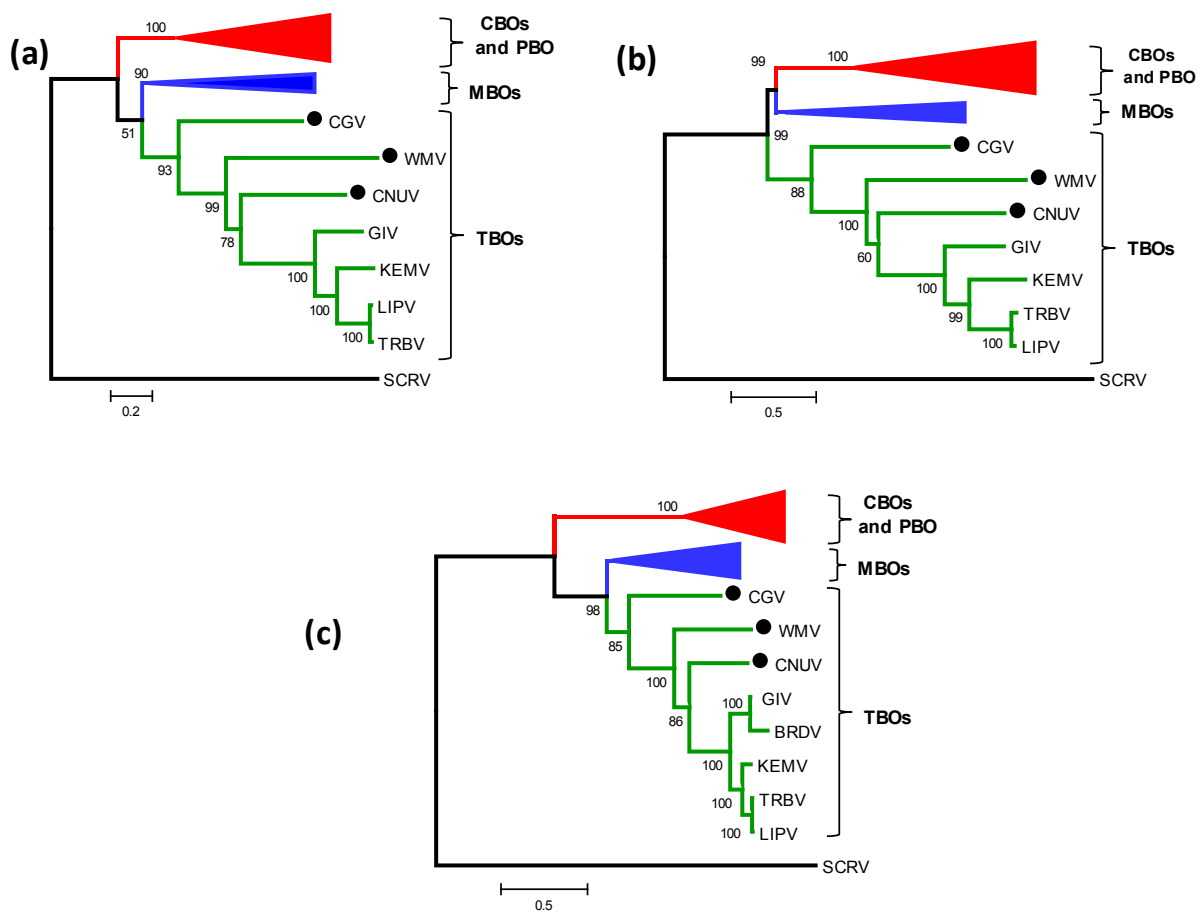 (a)
100
CBOs
and PBO
90
MBOs
51
CGV
93
WMV
99
CNUV
78
GIV
TBOs
100
KEMV
100
LIPV
100
TRBV
SCRV
0.2
(b)
99
100
CBOs
and PBO
MBOs
99
CGV
88
WMV
100
CNUV
60
GIV
TBOs
100
KEMV
99
TRBV
100
LIPV
SCRV
0.5
(c)
100
CBOs
and PBO
MBOs
98
CGV
85
WMV
100
CNUV
86
100
GIV
TBOs
BRDV
100
KEMV
100
TRBV
100
LIPV
SCRV
0.5